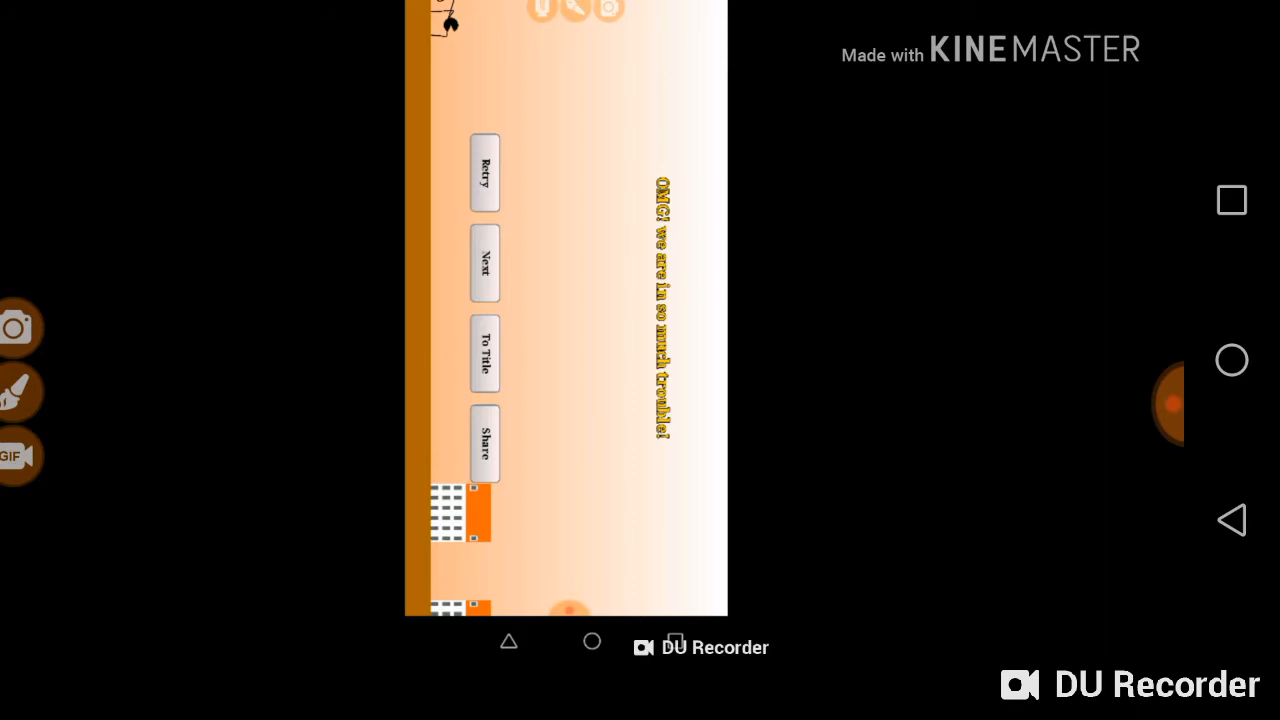 Made with KINEMASTER
OMG! we are in so much trouble!
Retry
Next
To Title
Share
GIF
DU Recorder
DU Recorder